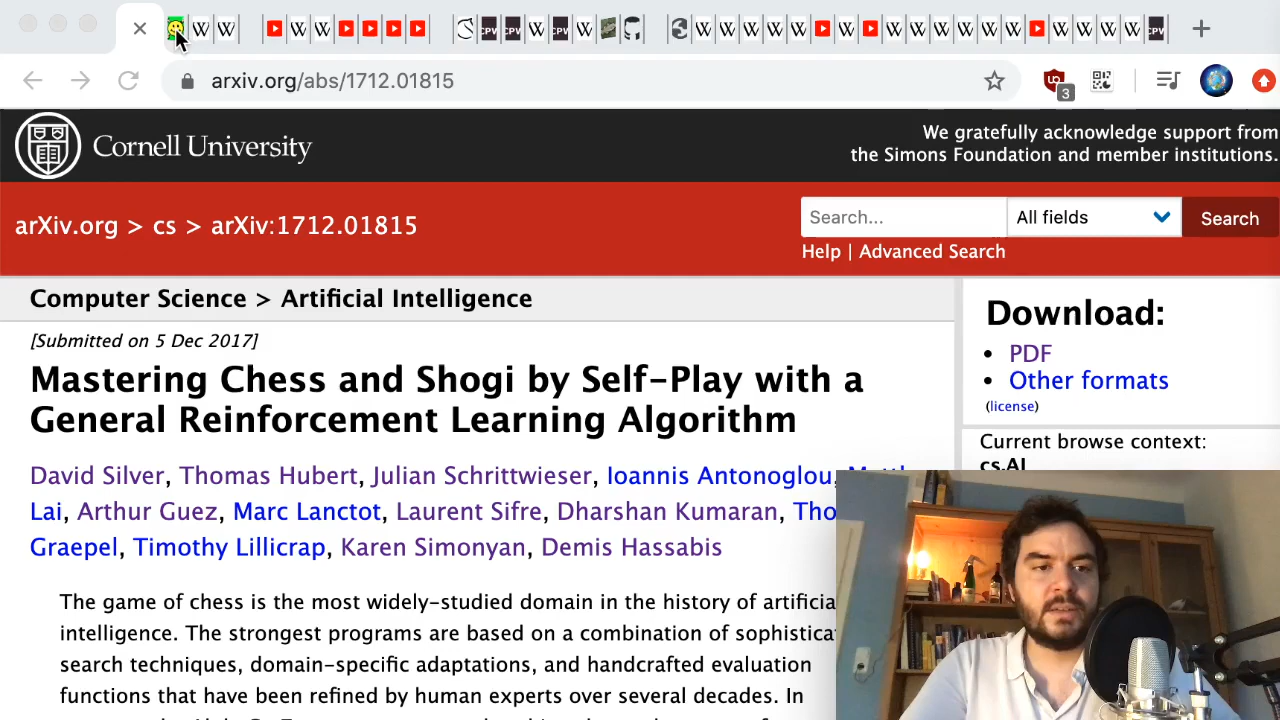 arxiv.org/abs/1712.01815
3
Cornell University
We gratefully acknowledge support from
the Simons Foundation and member institutions.
arXiv.org > cs > arXiv:1712.01815
Search...
All fields
Search
Help | Advanced Search
Computer Science > Artificial Intelligence
[Submitted on 5 Dec 2017]
Mastering Chess and Shogi by Self-Play with a
General Reinforcement Learning Algorithm
David Silver, Thomas Hubert, Julian Schrittwieser, Ioannis Antonoglou,
Lai, Arthur Guez, Marc Lanctot, Laurent Sifre, Dharshan Kumaran, Tho
Graepel, Timothy Lillicrap, Karen Simonyan, Demis Hassabis
The game of chess is the most widely-studied domain in the history of artificia
intelligence. The strongest programs are based on a combination of sophistica
search techniques, domain-specific adaptations, and handcrafted evaluation
functions that have been refined by human experts over several decades. In
Download:
• PDF
• Other formats
(license)
Current browse context:
cs.AI